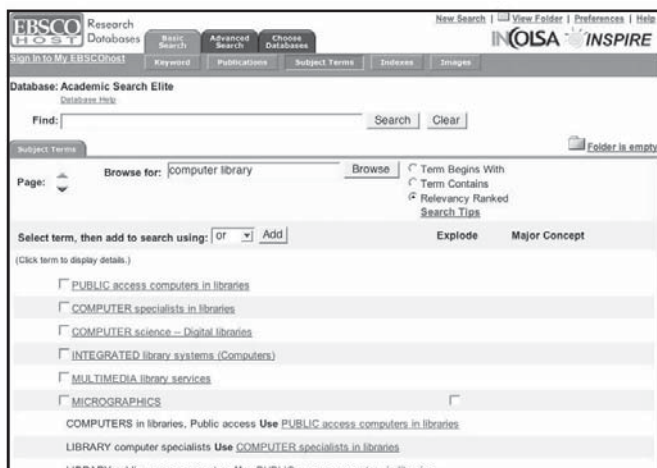 New Search | View Folder | Preferences | Help
EBSCO HOST Research Databases
Basic Search Advanced Search Choose Databases
INCOLSA INSPIRE
Sign In to My EBSCOhost Keyword Publications Subject Terms Indexes Images
Database: Academic Search Elite
Database Help
Find: Search Clear
Subject Terms Folder is empty
Page: Browse for: computer library Browse Term Begins With
Term Contains
Relevancy Ranked
Search Tips
Select term, then add to search using: or Add Explode Major Concept
(Click term to display details.)
PUBLIC access computers in libraries
COMPUTER specialists in libraries
COMPUTER science -- Digital libraries
INTEGRATED library systems (Computers)
MULTIMEDIA library services
MICROGRAPHICS
COMPUTERS in libraries, Public access Use PUBLIC access computers in libraries
LIBRARY computer specialists Use COMPUTER specialists in libraries